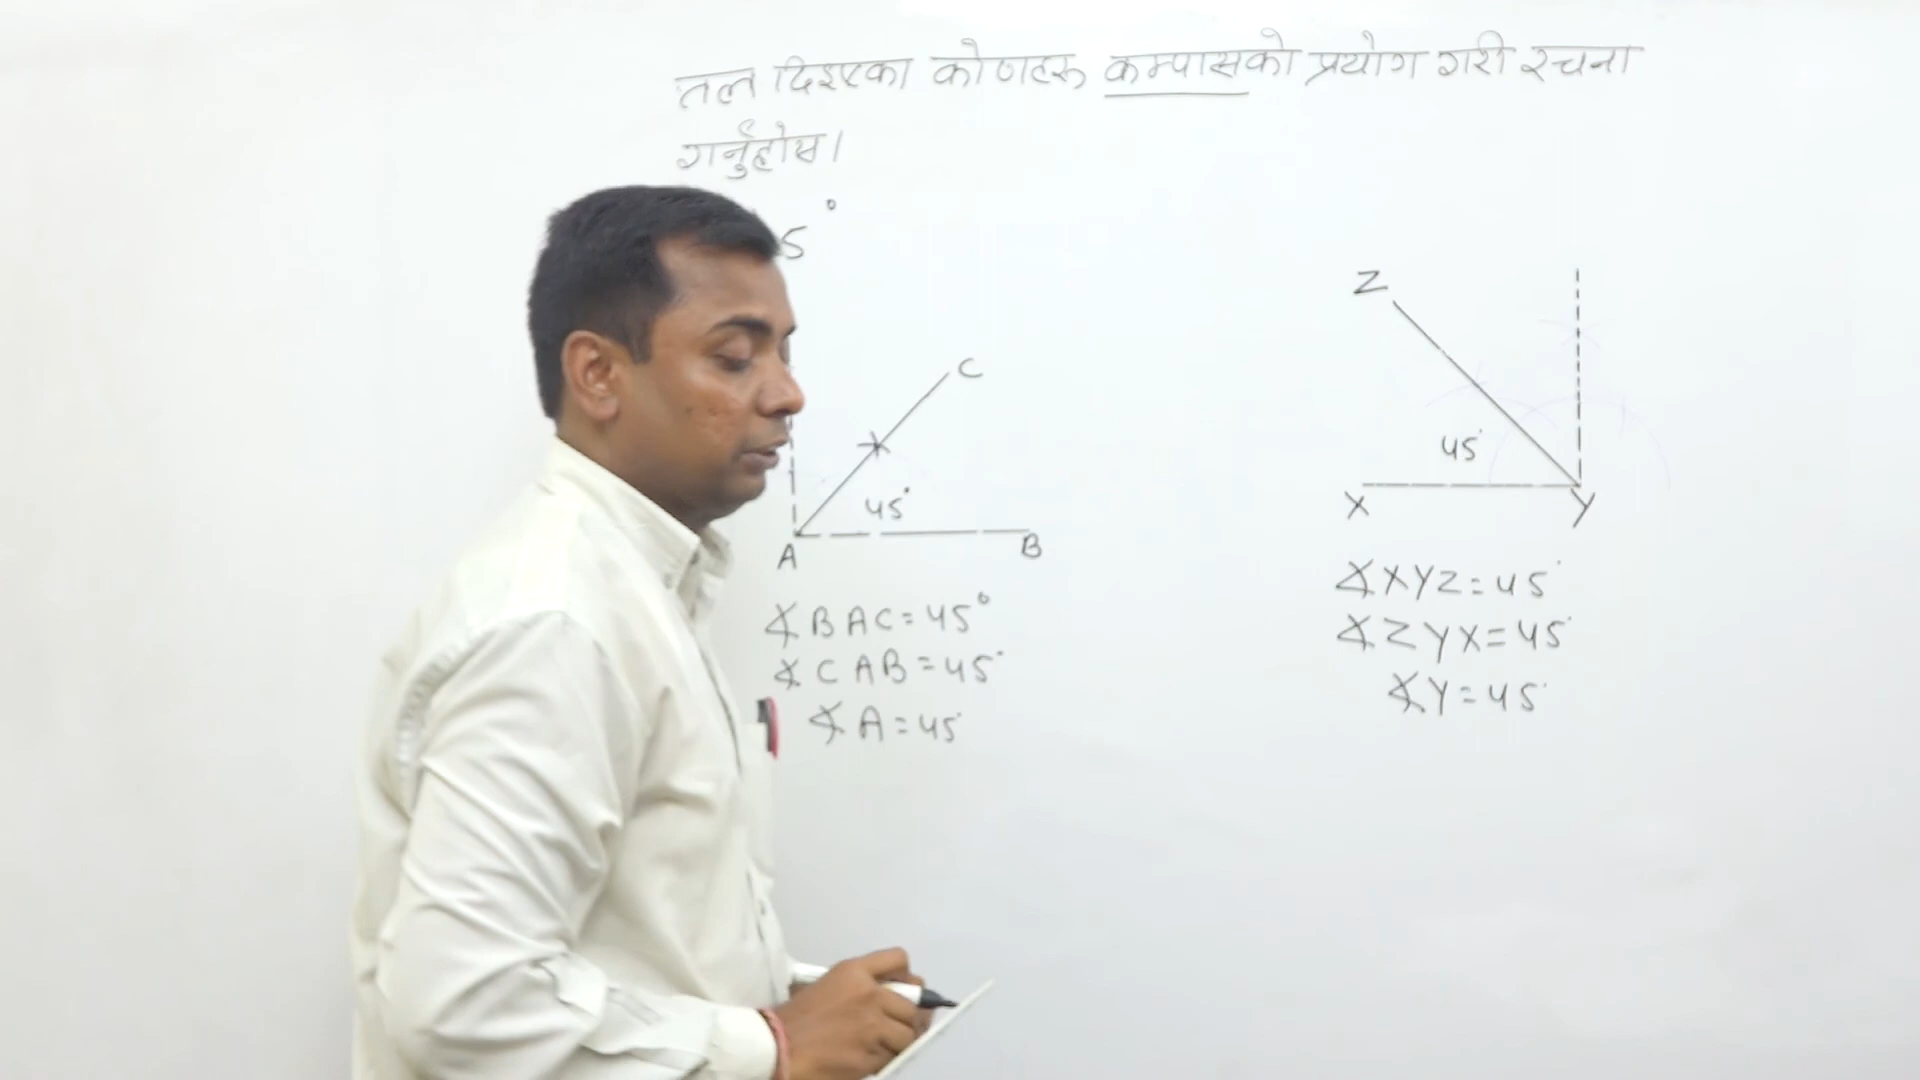 तल दिइएका कोणहरू कम्पासको प्रयोग गरी रचना
गर्नुहोस।
5°
C
45°
A
B
∡BAC=45°
∡CAB=45°
∡A=45°
Z
45°
X
Y
∡XYZ=45°
∡ZYX=45°
∡Y=45°